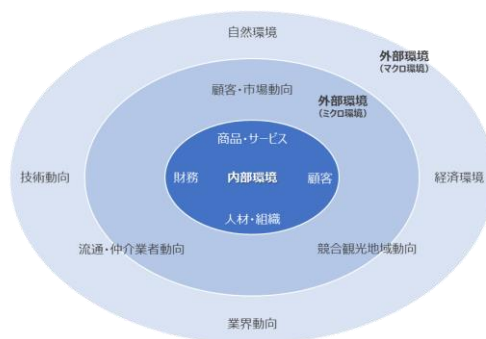 自然環境
外部環境
（マクロ環境）
顧客・市場動向
外部環境
（ミクロ環境）
商品・サービス
技術動向
財務
内部環境
顧客
経済環境
人材・組織
流通・仲介業者動向
競合観光地域動向
業界動向